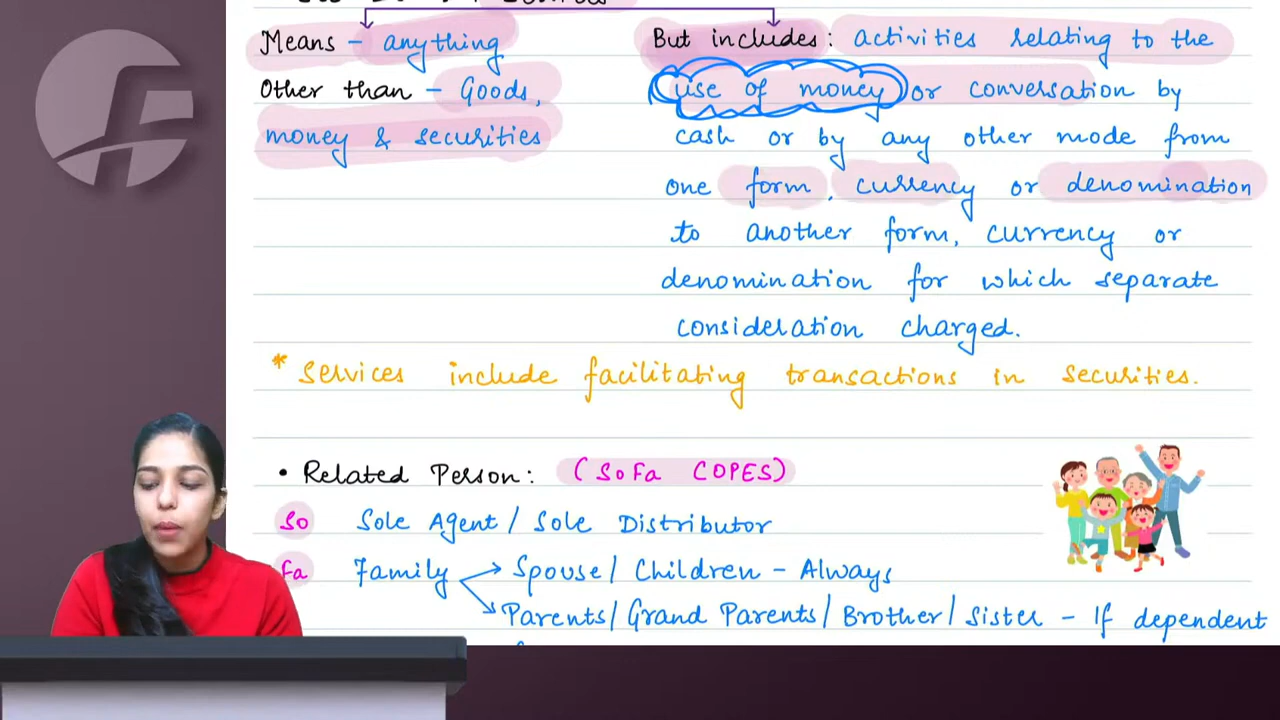 Means - anything
Other than - Goods,
money & securities
But includes: activities relating to the
use of money or conversation by
cash or by any other mode from
one form, currency or denomination
to another form, currency or
denomination for which separate
consideration charged.
* Services include facilitating transactions in securities.
• Related Person: (SoFa COPES)
So Sole Agent / Sole Distributor
Fa Family → Spouse / Children - Always
Parents / Grand Parents / Brother / Sister - If dependent